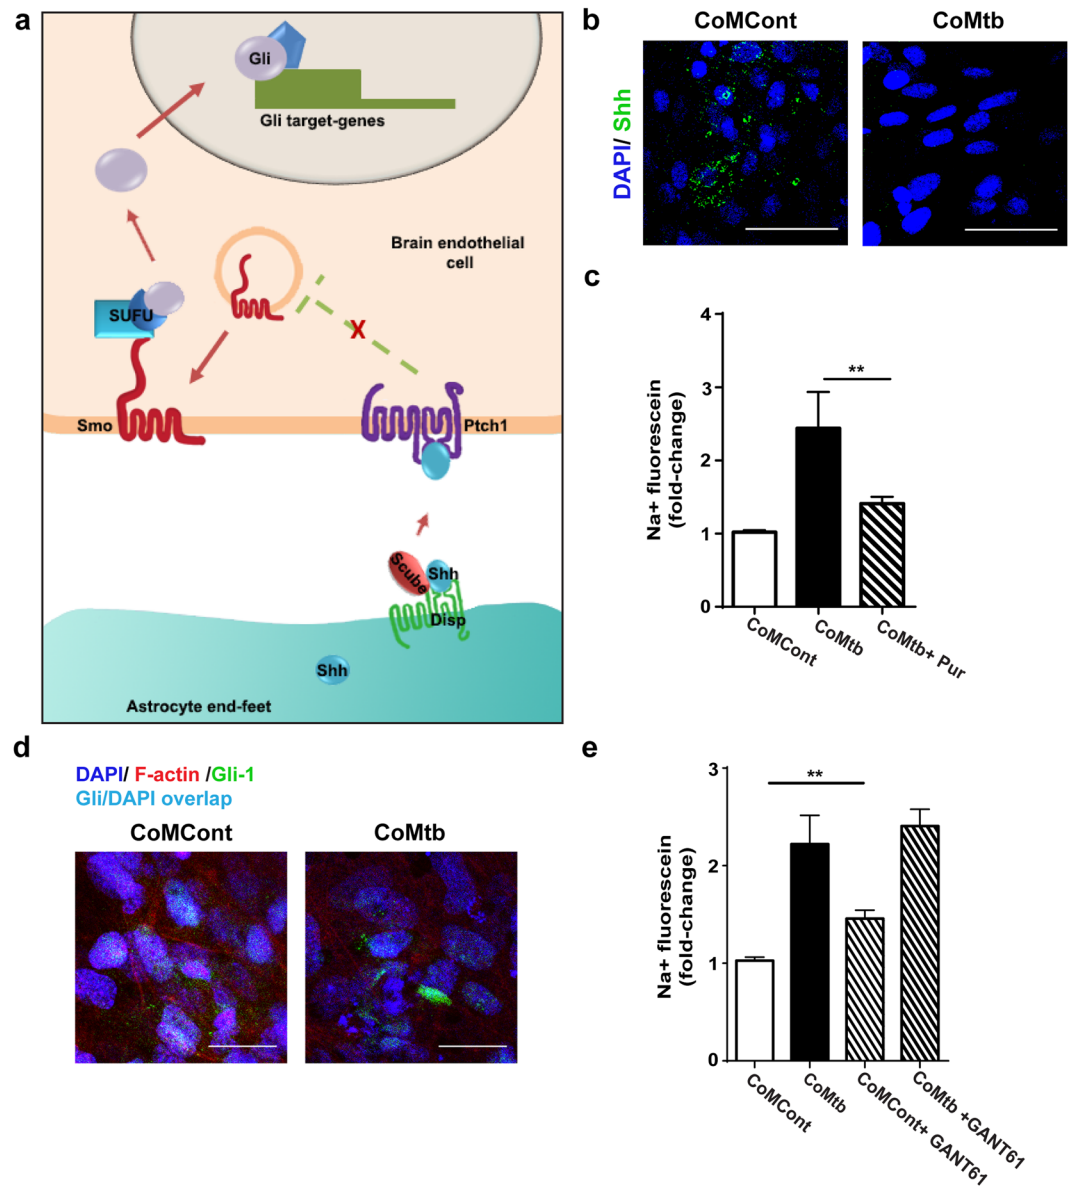 a
Gli
Gli target-genes
Brain endothelial
cell
SUFU
X
Smo
Ptch1
Scube
Shh
Disp
Shh
Astrocyte end-feet
b
CoMCont
CoMtb
DAPI/ Shh
c
Na+ fluorescein
(fold-change)
4
3
2
1
0
**
CoMCont
CoMtb
CoMtb+ Pur
d
DAPI/ F-actin /Gli-1
Gli/DAPI overlap
CoMCont
CoMtb
e
Na+ fluorescein
(fold-change)
3
2
1
0
**
CoMCont
CoMtb
CoMCont+ GANT61
CoMtb +GANT61